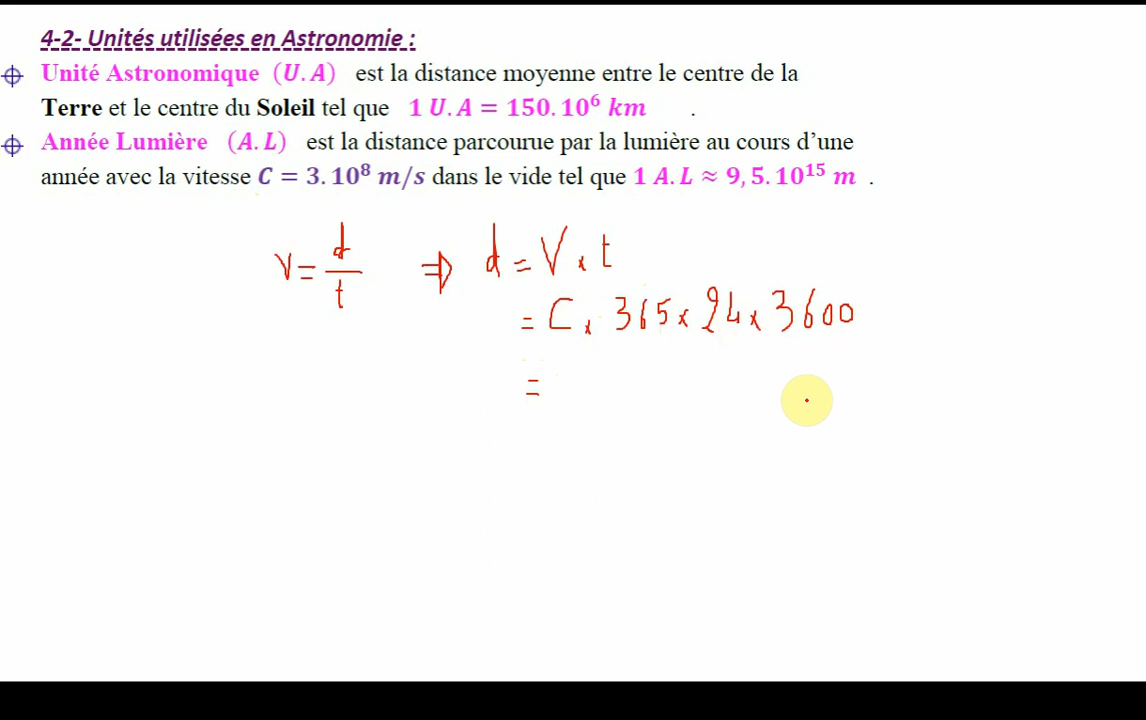 4-2- Unités utilisées en Astronomie :
Unité Astronomique (U.A) est la distance moyenne entre le centre de la
Terre et le centre du Soleil tel que 1 U.A = 150.10⁶ km .
Année Lumière (A.L) est la distance parcourue par la lumière au cours d’une
année avec la vitesse C = 3.10⁸ m/s dans le vide tel que 1 A.L ≈ 9,5.10¹⁵ m .
V = d/t ⇒ d = V × t
= C × 365 × 24 × 3600
=